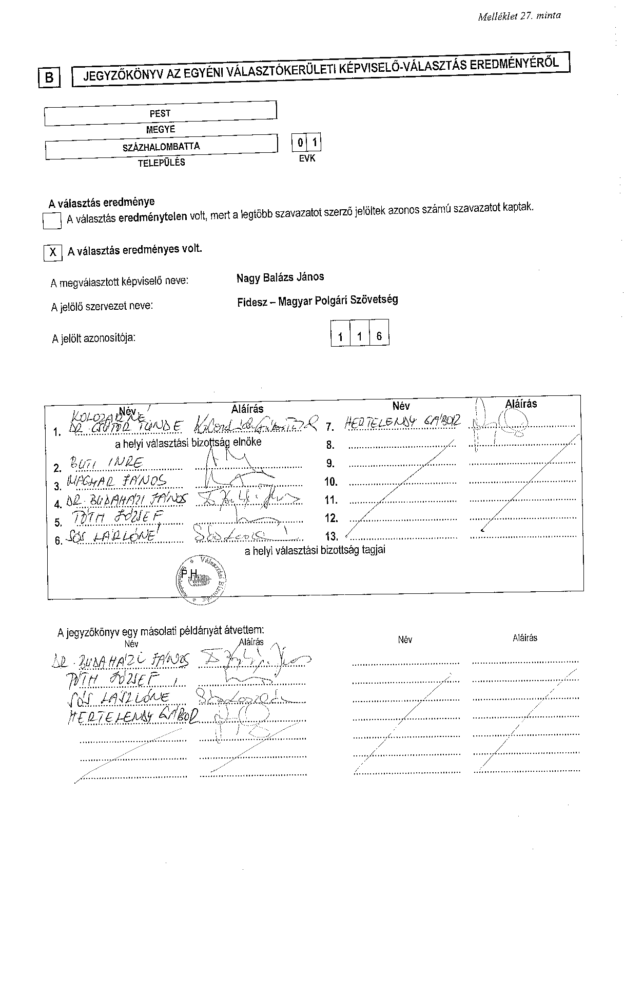 Melléklet 27. minta
B JEGYZŐKÖNYV AZ EGYÉNI VÁLASZTÓKERÜLETI KÉPVISELŐ-VÁLASZTÁS EREDMÉNYÉRŐL
PEST
MEGYE
SZÁZHALOMBATTA 0 1
TELEPÜLÉS EVK
A választás eredménye
A választás eredménytelen volt, mert a legtöbb szavazatot szerző jelöltek azonos számú szavazatot kaptak.
X A választás eredményes volt.
A megválasztott képviselő neve: Nagy Balázs János
A jelölő szervezet neve: Fidesz – Magyar Polgári Szövetség
A jelölt azonosítója: 1 1 6
Név Aláírás Név Aláírás
1. DR. TÜNDE 7. HERTELENDY GÁBOR
a helyi választási bizottság elnöke 8.
2. BUTI IMRE 9.
3. MAGYAR JÁNOS 10.
4. DR. BUDAHÁZI JÁNOS 11.
5. TÓTH JÓZSEF 12.
6. SÓS 13.
a helyi választási bizottság tagjai
P.H.
A jegyzőkönyv egy másolati példányát átvettem:
Név Aláírás Név Aláírás
DR. BUDAHÁZI JÁNOS
TÓTH JÓZSEF
SÓS LÁSZLÓNÉ
HERTELENDY GÁBOR